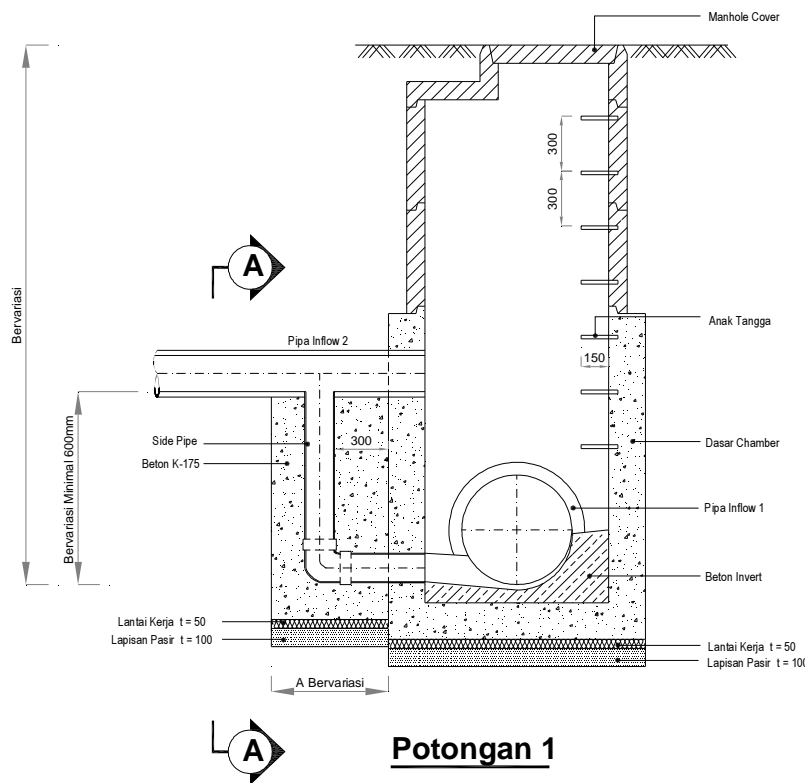 Manhole Cover
300
300
Bervariasi
A
Pipa Inflow 2
Anak Tangga
150
Side Pipe
300
Beton K-175
Dasar Chamber
Bervariasi Minimal 600mm
Pipa Inflow 1
Beton Invert
Lantai Kerja t = 50
Lapisan Pasir t = 100
Lantai Kerja t = 50
Lapisan Pasir t = 100
A Bervariasi
A
Potongan 1